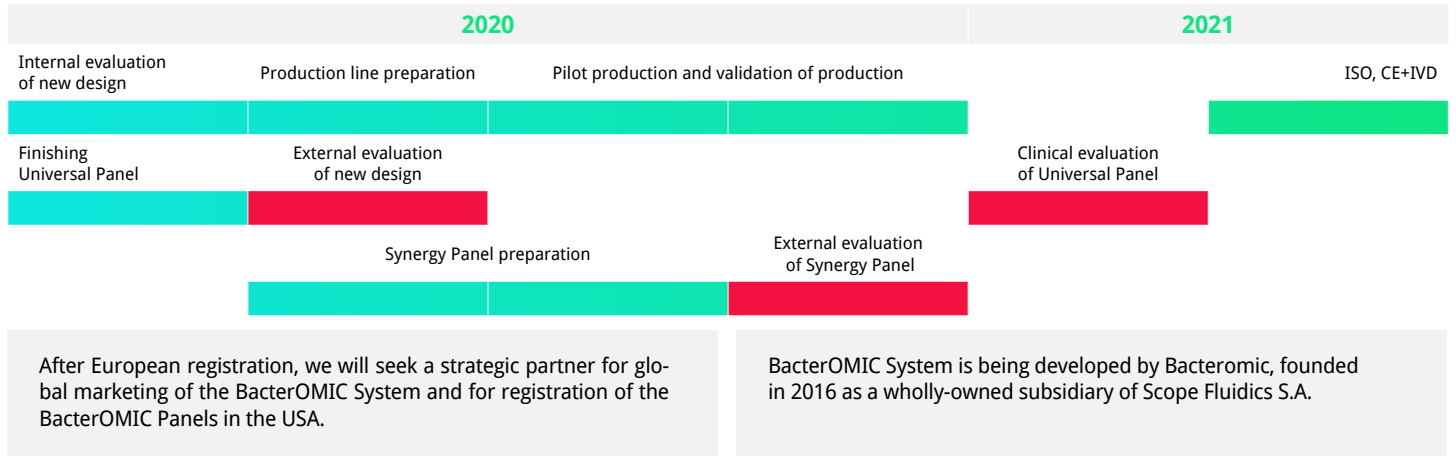 2020
2021
Internal evaluation
of new design
Production line preparation
Pilot production and validation of production
ISO, CE+IVD
Finishing
Universal Panel
External evaluation
of new design
Clinical evaluation
of Universal Panel
Synergy Panel preparation
External evaluation
of Synergy Panel
After European registration, we will seek a strategic partner for glo-
bal marketing of the BacterOMIC System and for registration of the
BacterOMIC Panels in the USA.
BacterOMIC System is being developed by Bacteromic, founded
in 2016 as a wholly-owned subsidiary of Scope Fluidics S.A.